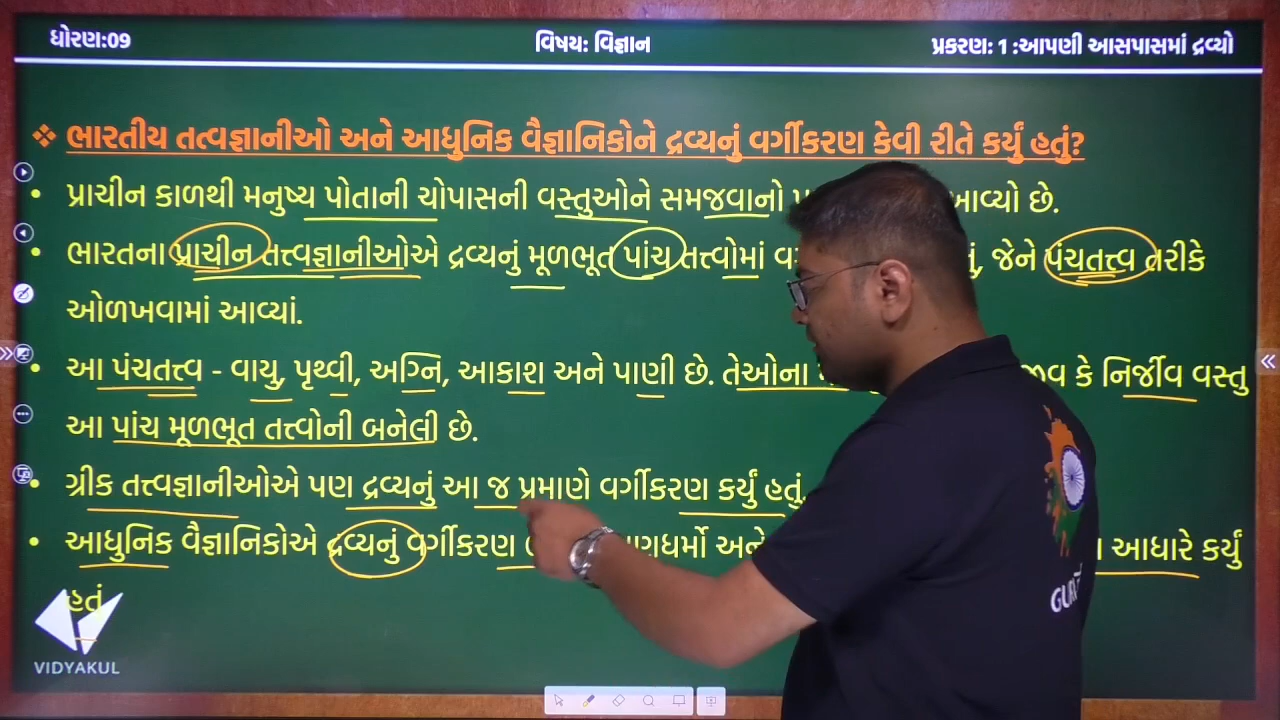 ધોરણ:09
વિષય: વિજ્ઞાન
પ્રકરણ: 1 :આપણી આસપાસમાં દ્રવ્યો
❖ ભારતીય તત્વજ્ઞાનીઓ અને આધુનિક વૈજ્ઞાનિકોને દ્રવ્યનું વર્ગીકરણ કેવી રીતે કર્યું હતું?
• પ્રાચીન કાળથી મનુષ્ય પોતાની ચોપાસની વસ્તુઓને સમજવાનો આવ્યો છે.
• ભારતના પ્રાચીન તત્ત્વજ્ઞાનીઓએ દ્રવ્યનું મૂળભૂત પાંચ તત્ત્વોમાં જેને પંચતત્ત્વ તરીકે
ઓળખવામાં આવ્યાં.
• આ પંચતત્ત્વ - વાયુ, પૃથ્વી, અગ્નિ, આકાશ અને પાણી છે. તેઓના કે નિર્જીવ વસ્તુ
આ પાંચ મૂળભૂત તત્ત્વોની બનેલી છે.
• ગ્રીક તત્ત્વજ્ઞાનીઓએ પણ દ્રવ્યનું આ જ પ્રમાણે વર્ગીકરણ કર્યું હતું.
• આધુનિક વૈજ્ઞાનિકોએ દ્રવ્યનું વર્ગીકરણ અને આધારે કર્યું
હતું
VIDYAKUL